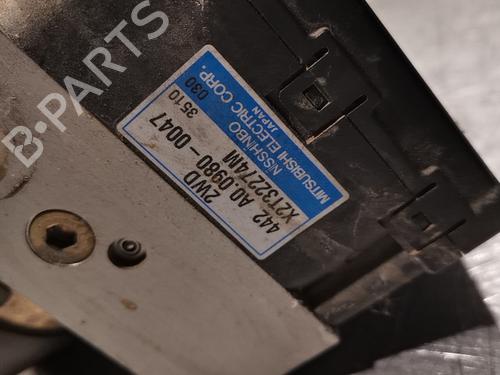 B-PARTS
2WD
442 A0.0980-0047
X2T32274M 3510
030
NISSHINBO
MITSUBISHI ELECTRIC CORP.
JAPAN